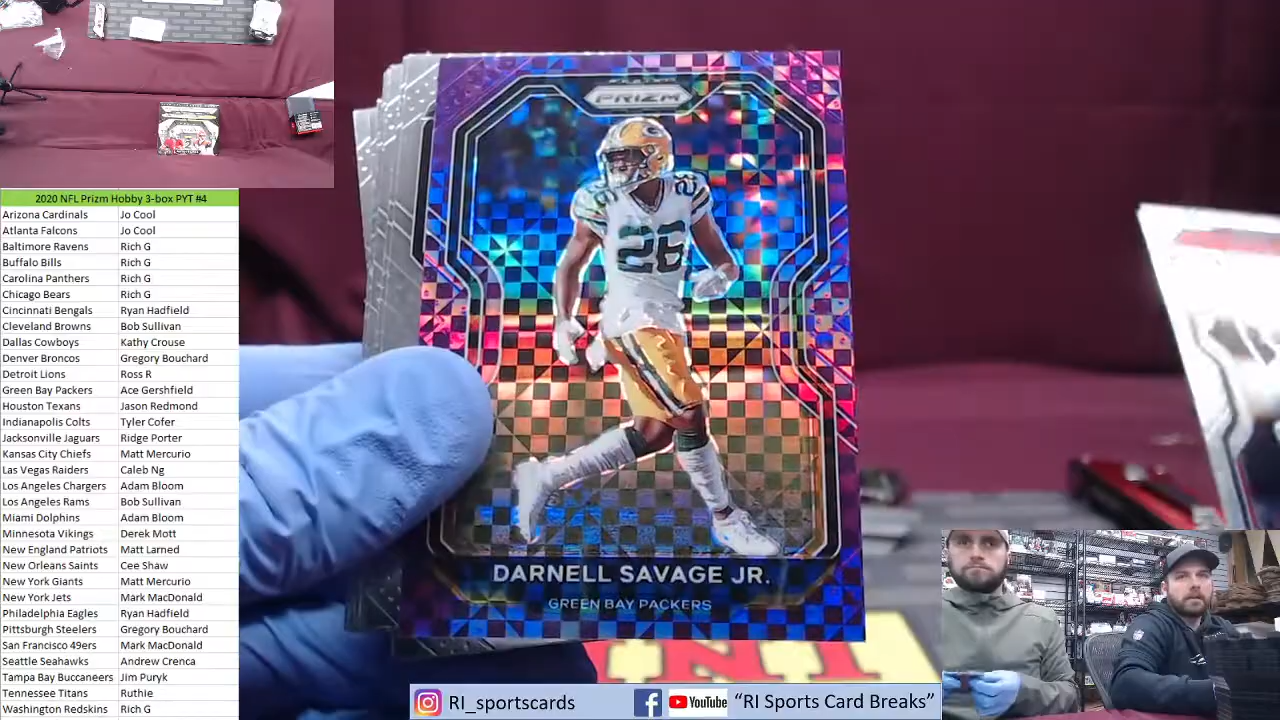 2020 NFL Prizm Hobby 3-box PYT #4
Arizona Cardinals Jo Cool
Atlanta Falcons Jo Cool
Baltimore Ravens Rich G
Buffalo Bills Rich G
Carolina Panthers Rich G
Chicago Bears Rich G
Cincinnati Bengals Ryan Hadfield
Cleveland Browns Bob Sullivan
Dallas Cowboys Kathy Crouse
Denver Broncos Gregory Bouchard
Detroit Lions Ross R
Green Bay Packers Ace Gershfield
Houston Texans Jason Redmond
Indianapolis Colts Tyler Cofer
Jacksonville Jaguars Ridge Porter
Kansas City Chiefs Matt Mercurio
Las Vegas Raiders Caleb Ng
Los Angeles Chargers Adam Bloom
Los Angeles Rams Bob Sullivan
Miami Dolphins Adam Bloom
Minnesota Vikings Derek Mott
New England Patriots Matt Larned
New Orleans Saints Cee Shaw
New York Giants Matt Mercurio
New York Jets Mark MacDonald
Philadelphia Eagles Ryan Hadfield
Pittsburgh Steelers Gregory Bouchard
San Francisco 49ers Mark MacDonald
Seattle Seahawks Andrew Crenca
Tampa Bay Buccaneers Jim Puryk
Tennessee Titans Ruthie
Washington Redskins Rich G
PANINI
PRIZM
G
26
26
26
DARNELL SAVAGE JR.
GREEN BAY PACKERS
RI_sportscards YouTube "RI Sports Card Breaks"